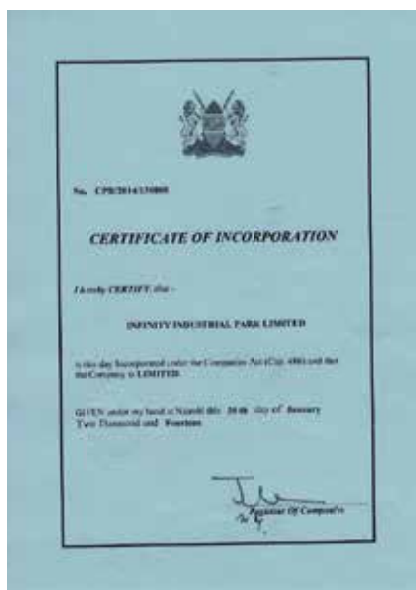 CERTIFICATE OF INCORPORATION
I hereby CERTIFY, that -
INFINITY INDUSTRIAL PARK LIMITED
is this day Incorporated under the Companies Act (Cap. 486) and that
the Company is LIMITED.
GIVEN under my hand at Nairobi this day of January
Two Thousand and Fourteen
Registrar Of Companies